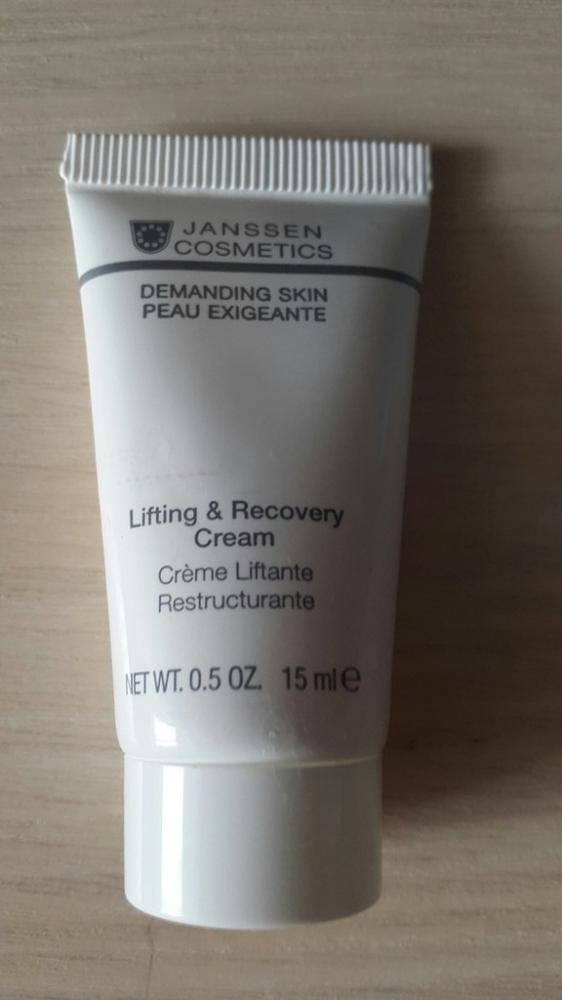 JANSSEN
COSMETICS
DEMANDING SKIN
PEAU EXIGEANTE
Lifting & Recovery
Cream
Crème Liftante
Restructurante
NET WT. 0.5 OZ. 15 ml ℮